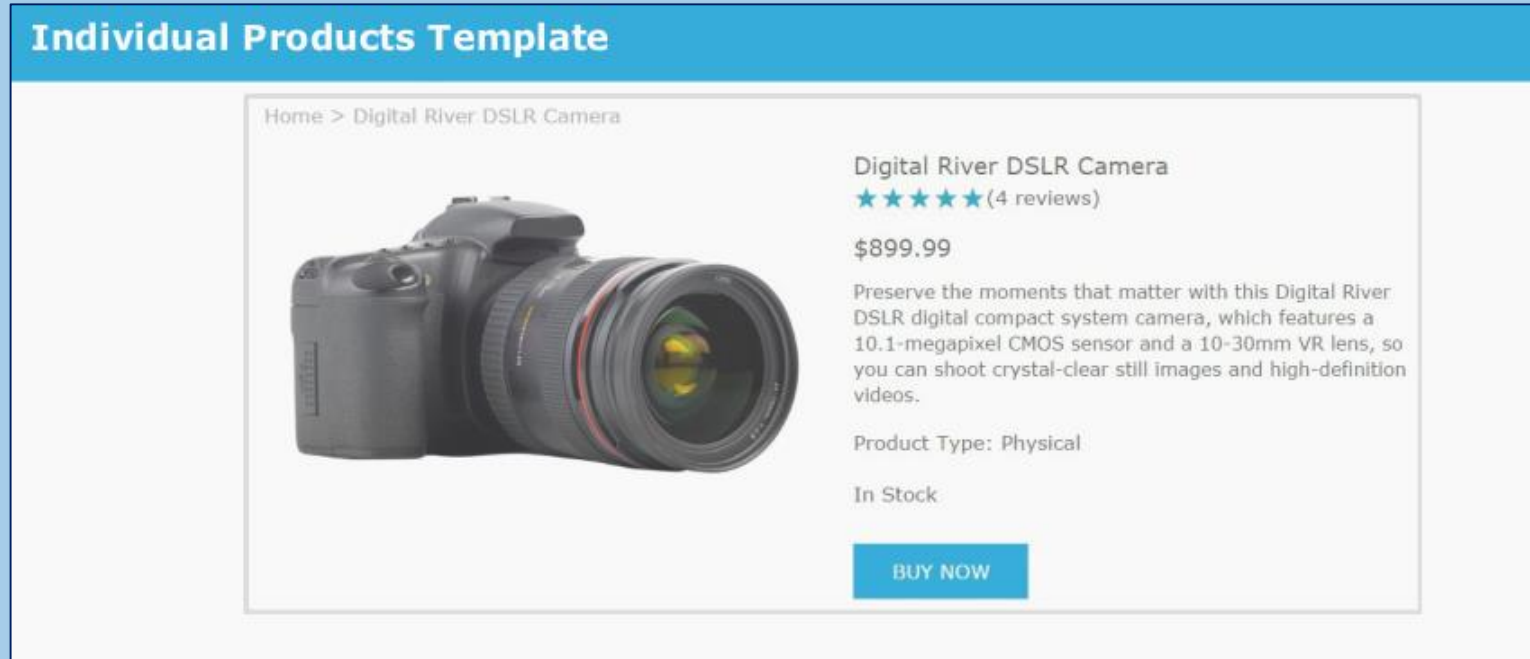 Individual Products Template
Home > Digital River DSLR Camera
Digital River DSLR Camera
(4 reviews)
$899.99
Preserve the moments that matter with this Digital River
DSLR digital compact system camera, which features a
10.1-megapixel CMOS sensor and a 10-30mm VR lens, so
you can shoot crystal-clear still images and high-definition
videos.
Product Type: Physical
In Stock
BUY NOW